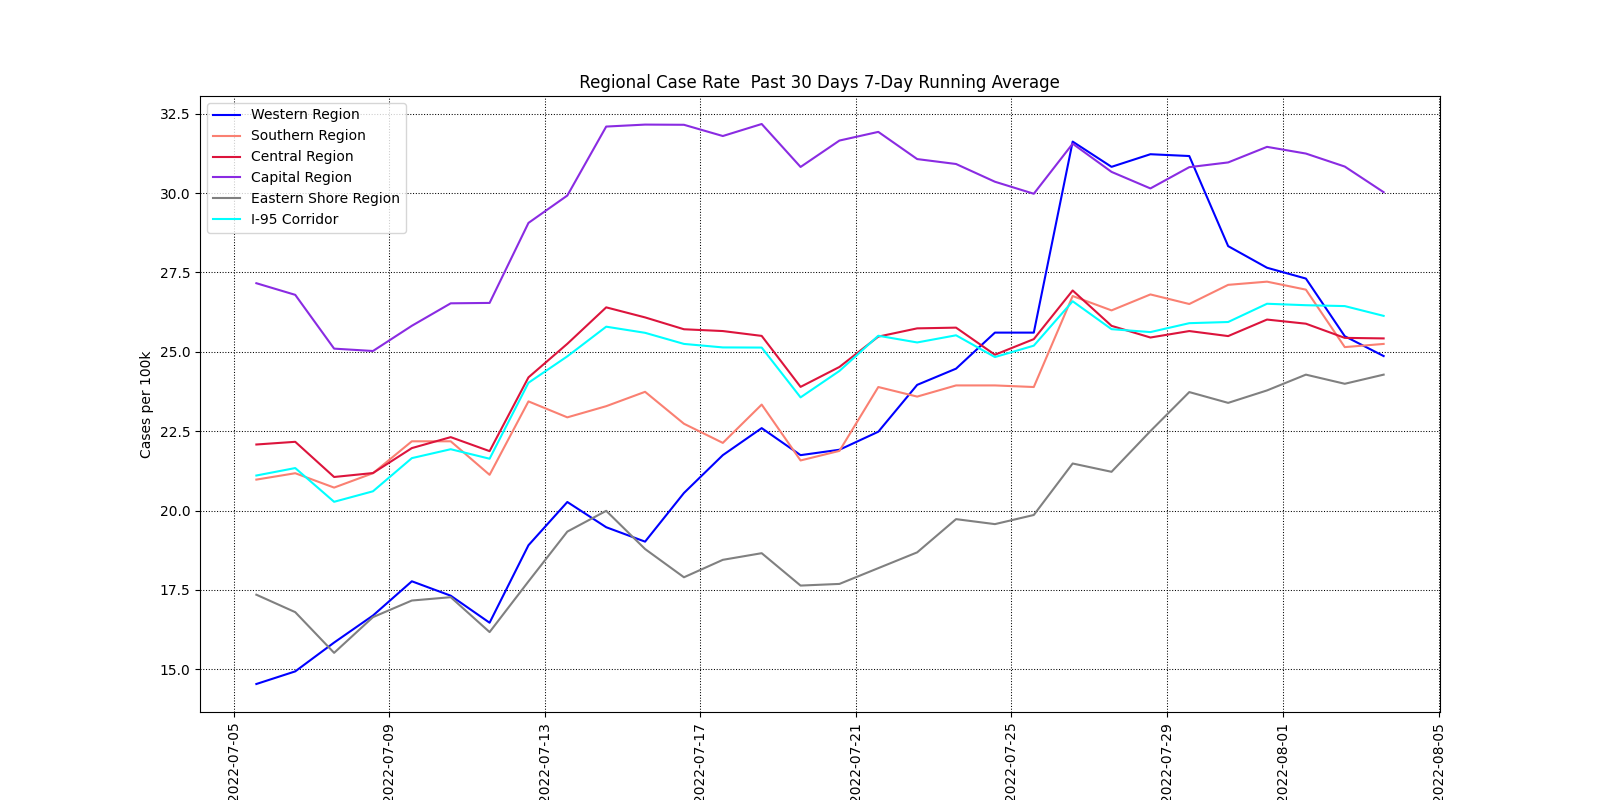 Regional Case Rate  Past 30 Days 7-Day Running Average
Western Region
Southern Region
Central Region
Capital Region
Eastern Shore Region
I-95 Corridor
Cases per 100k
32.5
30.0
27.5
25.0
22.5
20.0
17.5
15.0
2022-07-05
2022-07-09
2022-07-13
2022-07-17
2022-07-21
2022-07-25
2022-07-29
2022-08-01
2022-08-05